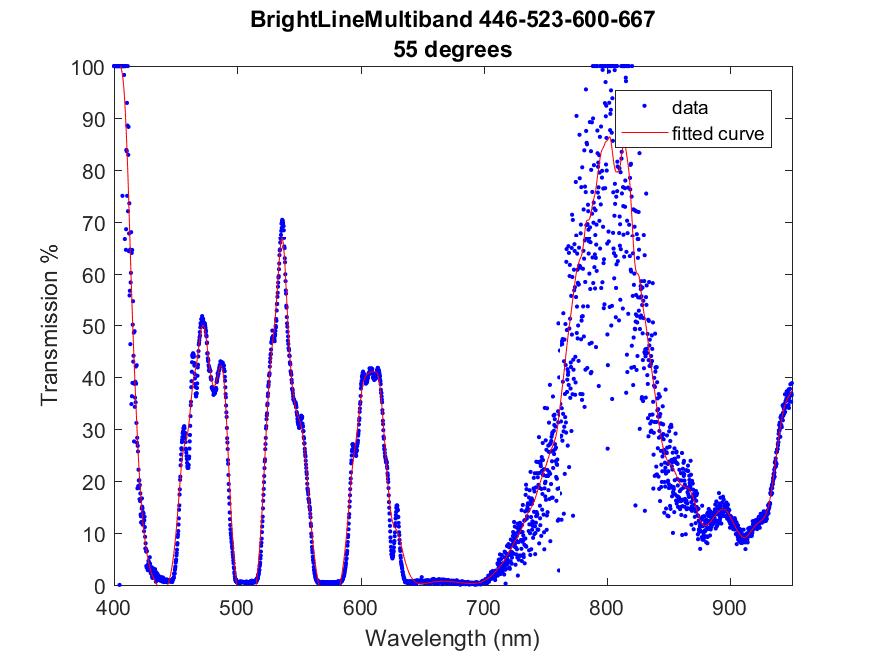 BrightLineMultiband 446-523-600-667
55 degrees
100
90
80
70
60
50
40
30
20
10
0
Transmission %
data
fitted curve
400 500 600 700 800 900
Wavelength (nm)